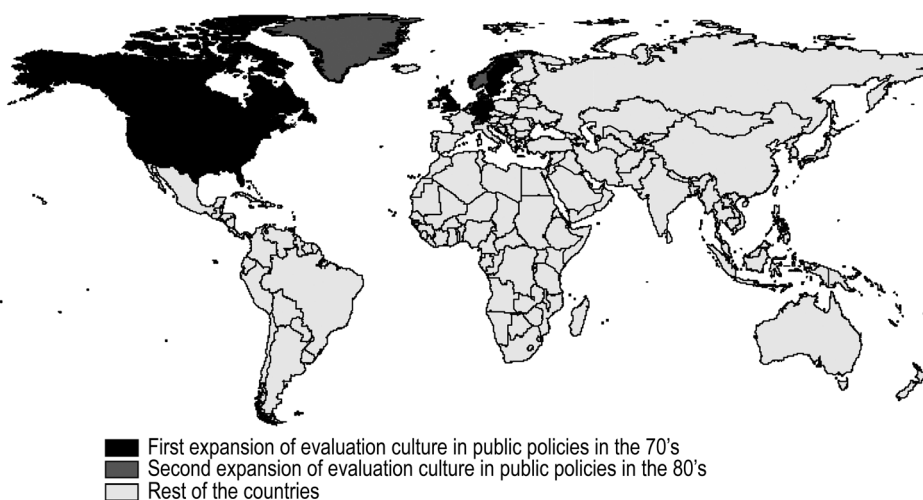 First expansion of evaluation culture in public policies in the 70's
Second expansion of evaluation culture in public policies in the 80's
Rest of the countries